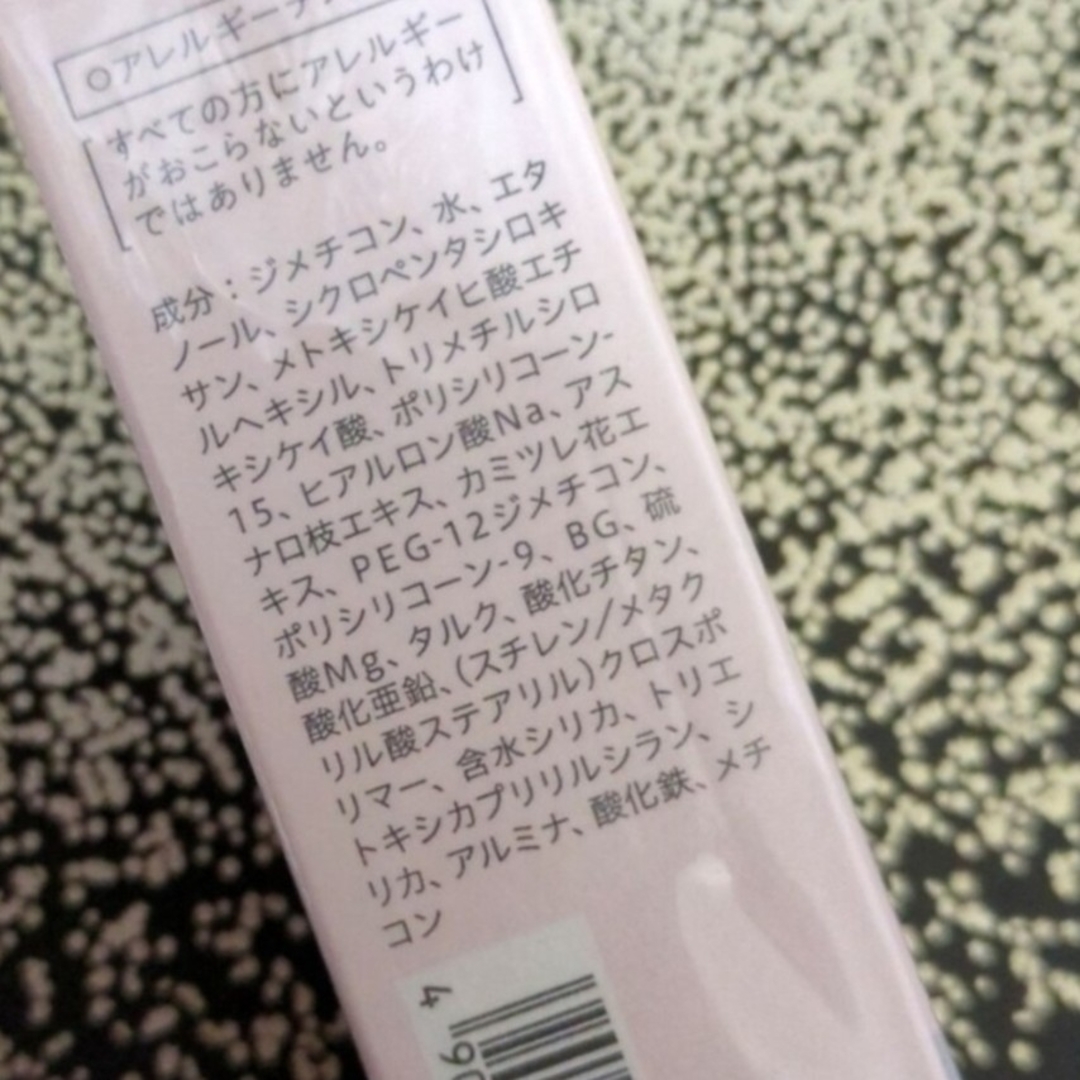 ○アレルギーテ
すべての方にアレルギー
がおこらないというわけ
ではありません。
成分：ジメチコン、水、エタ
ノール、シクロペンタシロキ
サン、メトキシケイヒ酸エチ
ルヘキシル、トリメチルシロ
キシケイ酸、ポリシリコーン-
15、ヒアルロン酸Na、アス
ナロ枝エキス、カミツレ花エ
キス、PEG-12ジメチコン、
ポリシリコーン-9、BG、硫
酸Mg、タルク、酸化チタン、
酸化亜鉛、(スチレン/メタク
リル酸ステアリル)クロスポ
リマー、含水シリカ、トリエ
トキシカプリリルシラン、シ
リカ、アルミナ、酸化鉄、メチ
コン
4
90